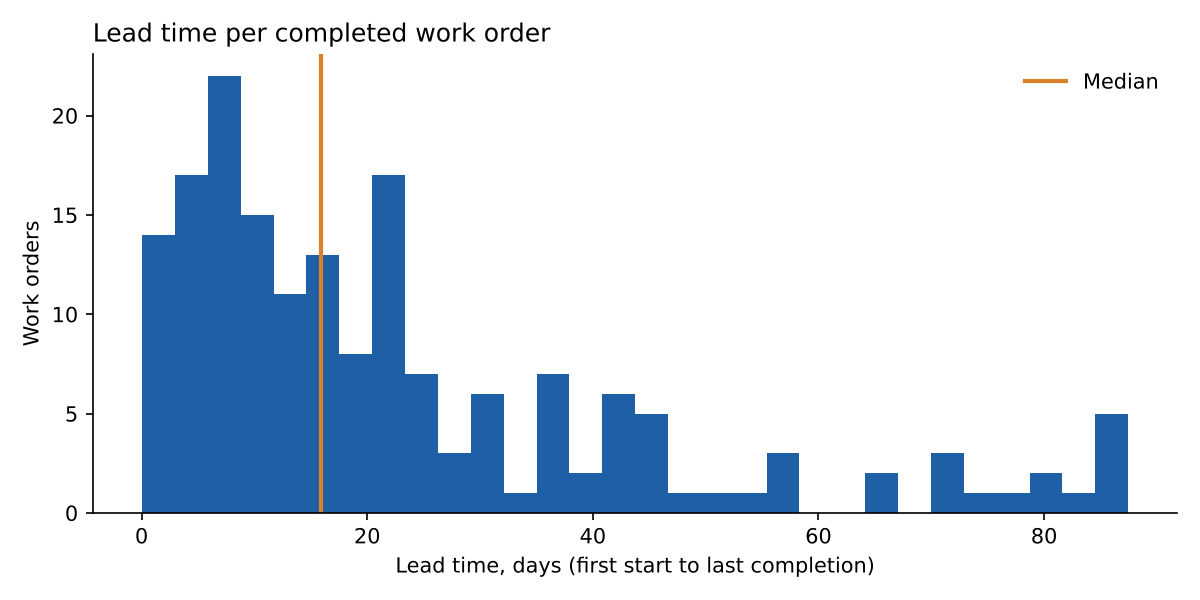 Lead time per completed work order
Median
Work orders
20
15
10
5
0
0 20 40 60 80
Lead time, days (first start to last completion)